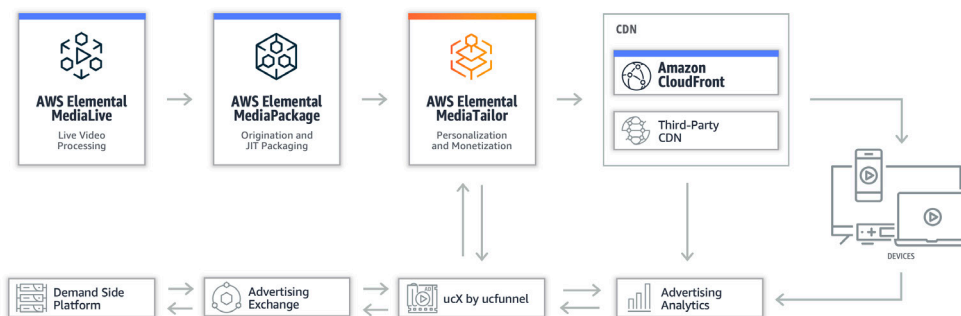 AWS Elemental
MediaLive
Live Video
Processing
AWS Elemental
MediaPackage
Origination and
JIT Packaging
AWS Elemental
MediaTailor
Personalization
and Monetization
CDN
Amazon
CloudFront
Third-Party
CDN
DEVICES
Demand Side
Platform
Advertising
Exchange
AD
ucX by ucfunnel
Advertising
Analytics